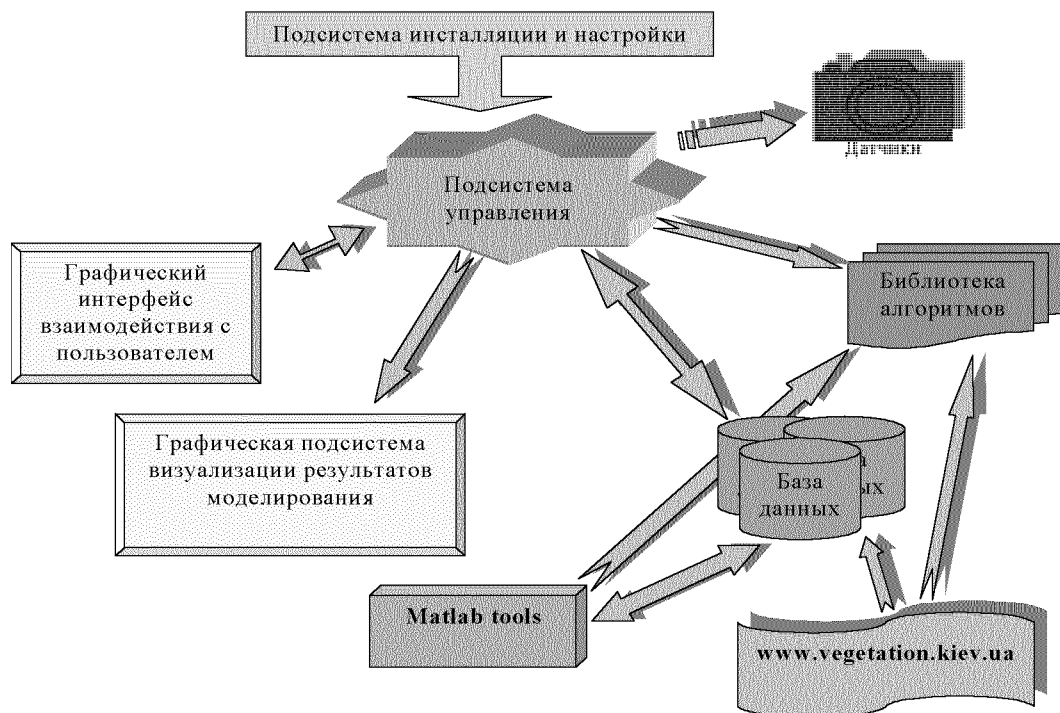 Подсистема инсталляции и настройки
Датчики
Подсистема
управления
Графический
интерфейс
взаимодействия с
пользователем
Библиотека
алгоритмов
Графическая подсистема
визуализации результатов
моделирования
База
данных
Matlab tools
www.vegetation.kiev.ua